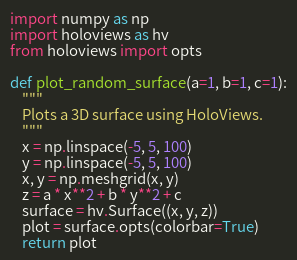 import numpy as np
import holoviews as hv
from holoviews import opts

def plot_random_surface(a=1, b=1, c=1):
    """
    Plots a 3D surface using HoloViews.
    """
    x = np.linspace(-5, 5, 100)
    y = np.linspace(-5, 5, 100)
    x, y = np.meshgrid(x, y)
    z = a * x**2 + b * y**2 + c
    surface = hv.Surface((x, y, z))
    plot = surface.opts(colorbar=True)
    return plot